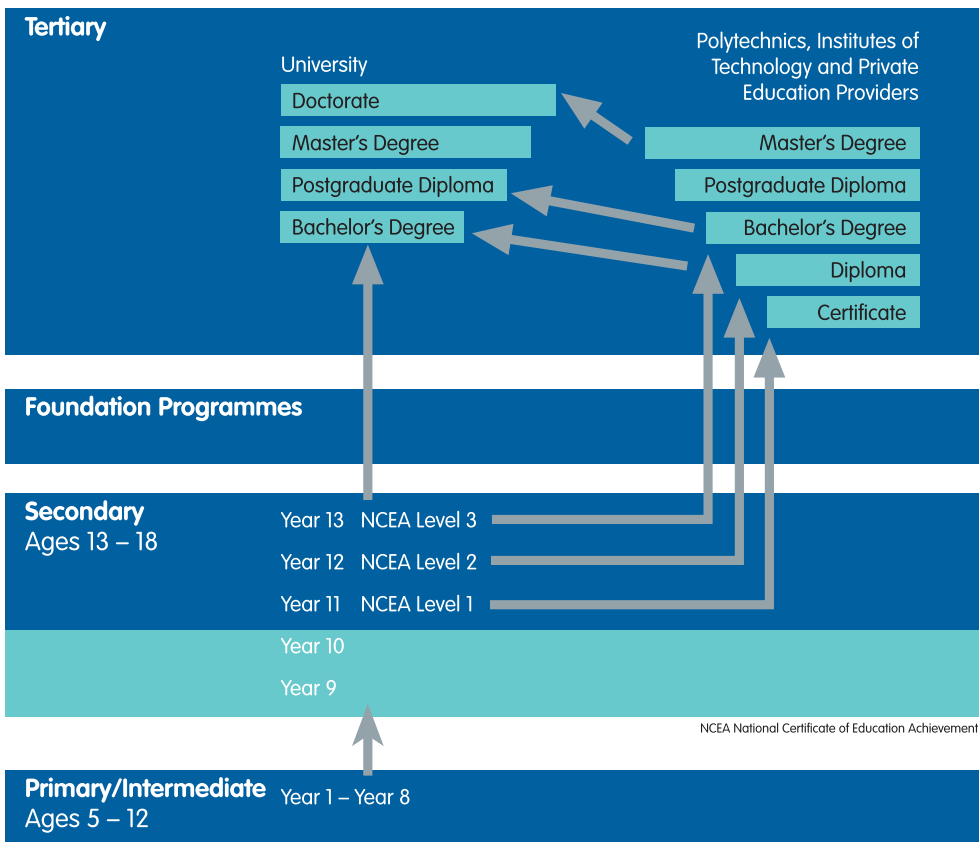 Tertiary
University
Doctorate
Master's Degree
Postgraduate Diploma
Bachelor's Degree
Polytechnics, Institutes of
Technology and Private
Education Providers
Master's Degree
Postgraduate Diploma
Bachelor's Degree
Diploma
Certificate
Foundation Programmes
Secondary
Ages 13 – 18
Year 13 NCEA Level 3
Year 12 NCEA Level 2
Year 11 NCEA Level 1
Year 10
Year 9
NCEA National Certificate of Education Achievement
Primary/Intermediate
Ages 5 – 12
Year 1 – Year 8